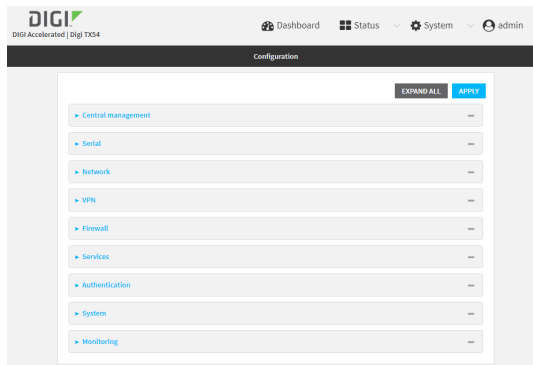 DIGI
DIGI Accelerated | Digi TX54
Dashboard Status System admin
Configuration
EXPAND ALL APPLY
Central management
Serial
Network
VPN
Firewall
Services
Authentication
System
Monitoring